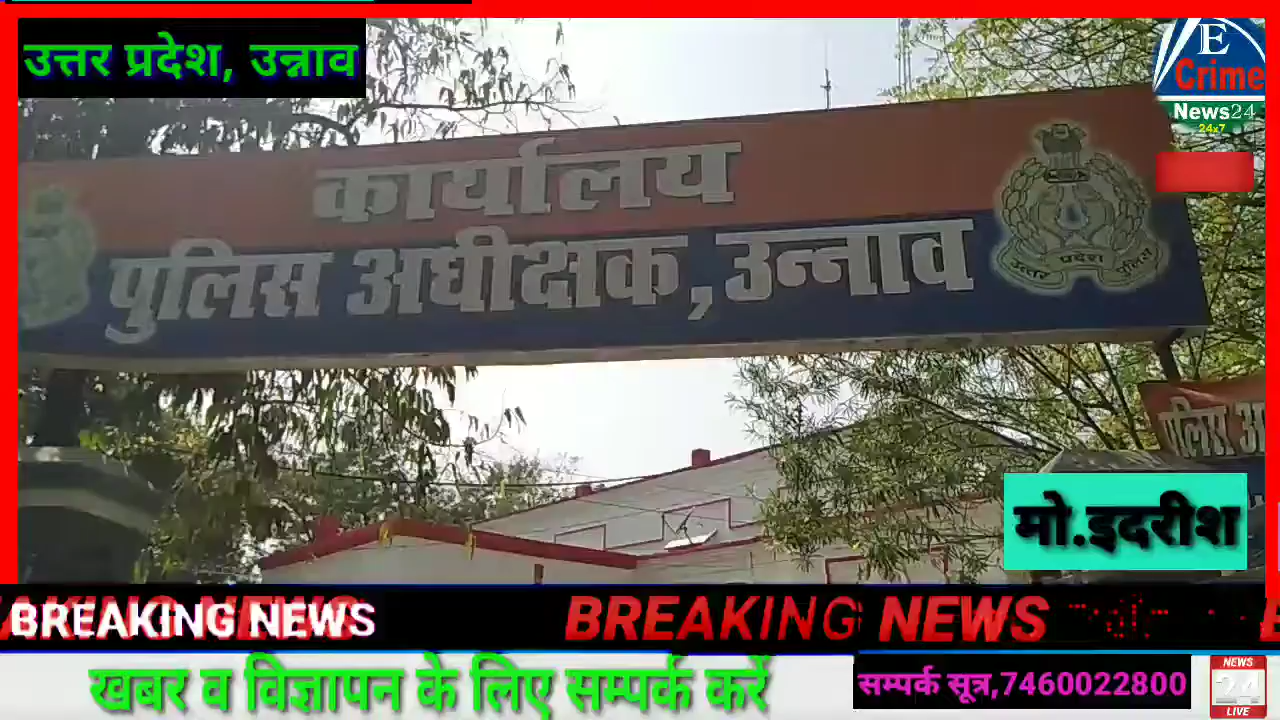 उत्तर प्रदेश, उन्नाव
E
Crime
News24
24x7
कार्यालय
पुलिस अधीक्षक,उन्नाव
उत्तर प्रदेश पुलिस
पुलिस
मो.इदरीश
BREAKING NEWS
BREAKING NEWS
खबर व विज्ञापन के लिए सम्पर्क करें
सम्पर्क सूत्र,7460022800
NEWS
24
LIVE